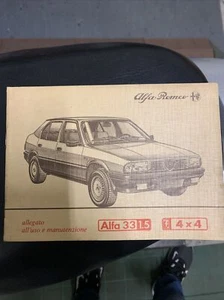 Alfa-Romeo
allegato
all'uso e manutenzione
Alfa 33 1.5
4x4